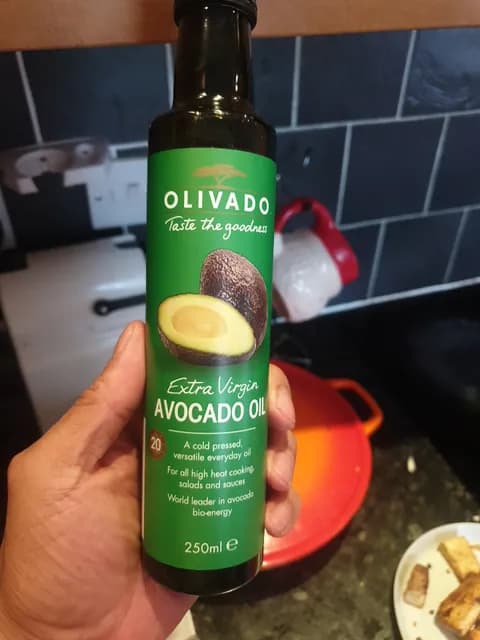 OLIVADO
Taste the goodness
Extra Virgin
AVOCADO OIL
20
A cold pressed,
versatile everyday oil
For all high heat cooking,
salads and sauces
World leader in avocado
bio-energy
250ml ℮